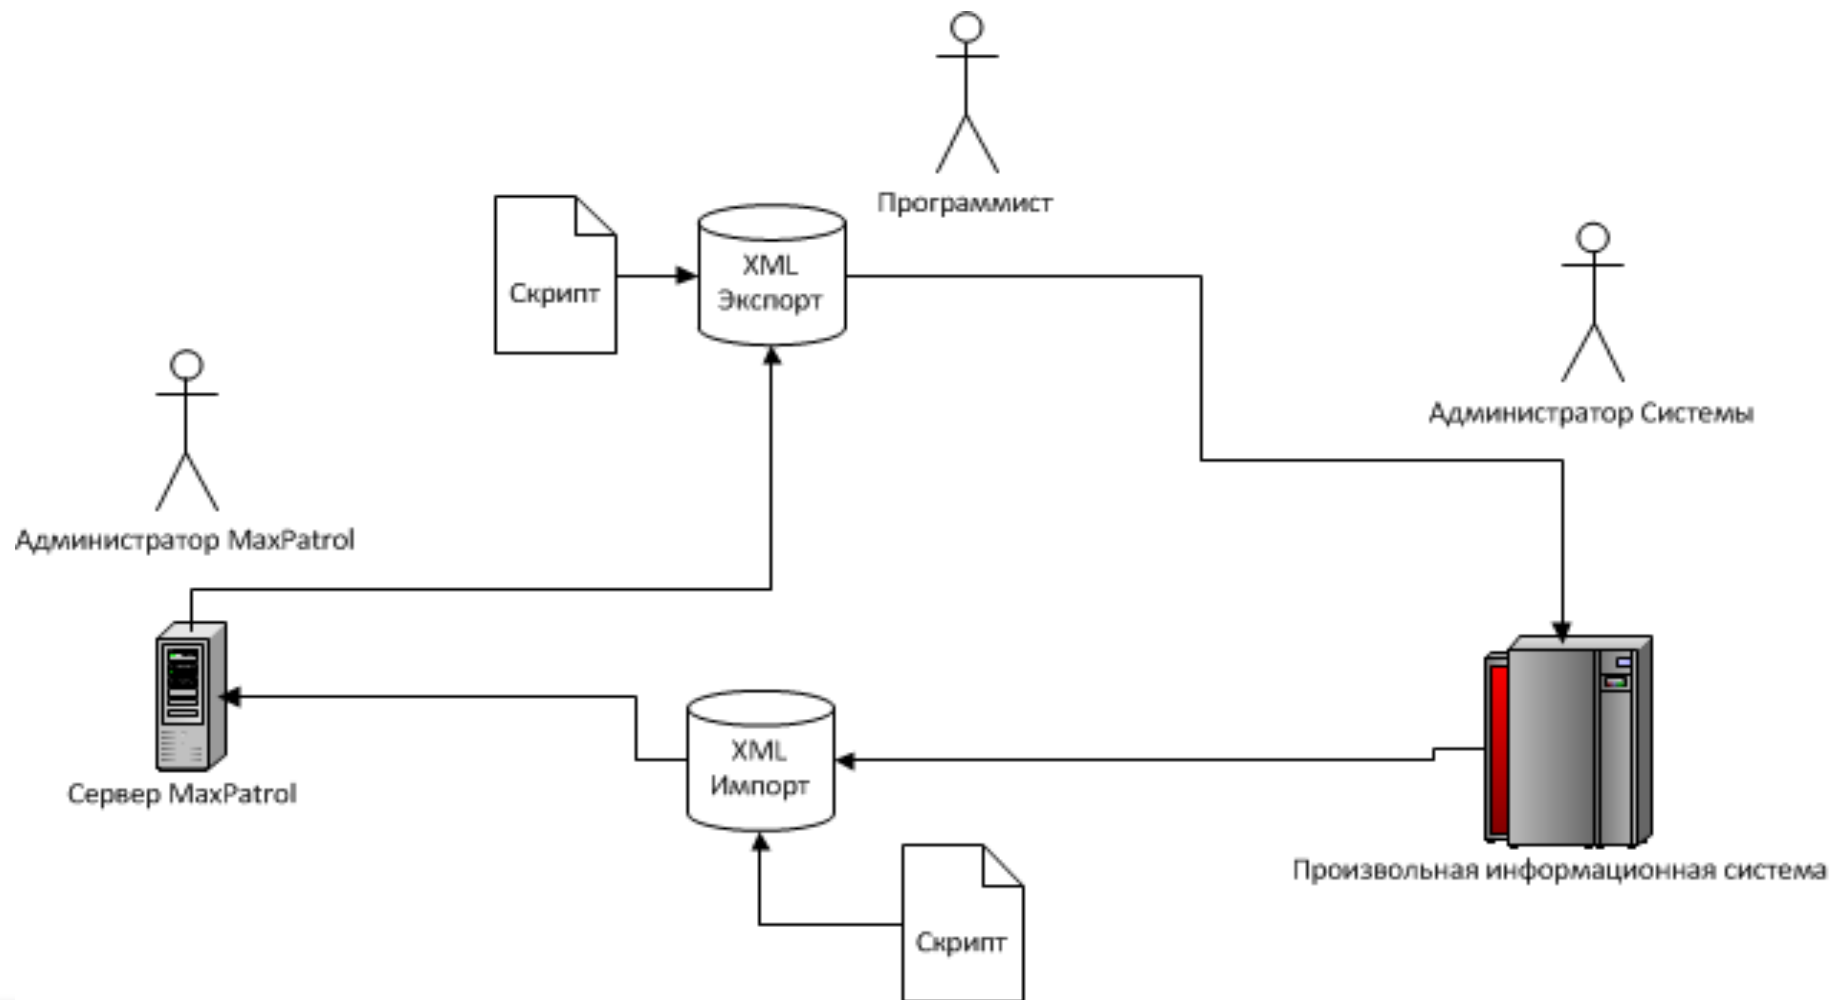 Программист
XML
Экспорт
Скрипт
Администратор Системы
Администратор MaxPatrol
XML
Импорт
Сервер MaxPatrol
Произвольная информационная система
Скрипт